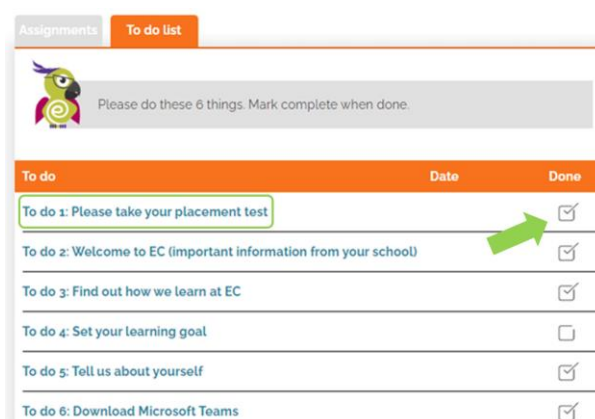 Assignments To do list
Please do these 6 things. Mark complete when done.
To do Date Done
To do 1: Please take your placement test
To do 2: Welcome to EC (important information from your school)
To do 3: Find out how we learn at EC
To do 4: Set your learning goal
To do 5: Tell us about yourself
To do 6: Download Microsoft Teams